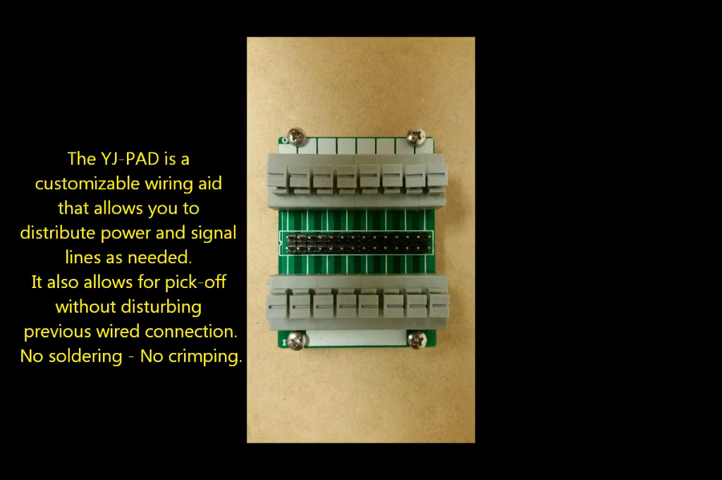 The YJ-PAD is a
customizable wiring aid
that allows you to
distribute power and signal
lines as needed.
It also allows for pick-off
without disturbing
previous wired connection.
No soldering - No crimping.